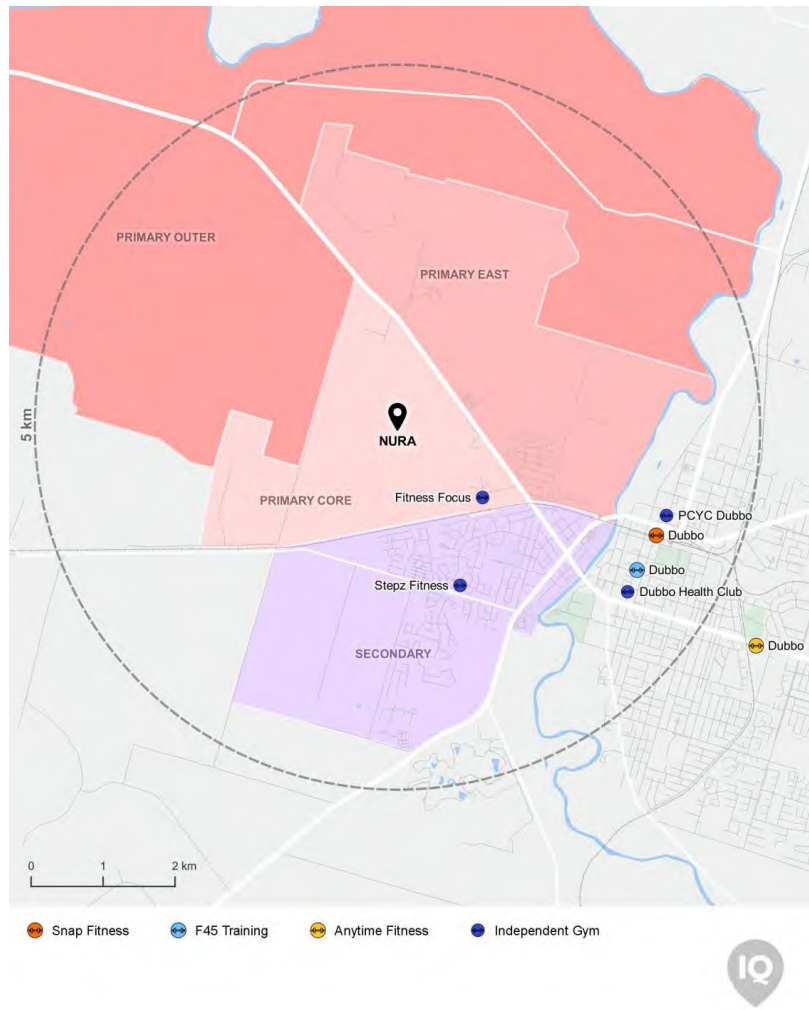 PRIMARY OUTER
PRIMARY EAST
5 km
NURA
PRIMARY CORE
Fitness Focus
PCYC Dubbo
Dubbo
Dubbo
Stepz Fitness
Dubbo Health Club
Dubbo
SECONDARY
0 1 2 km
Snap Fitness
F45 Training
Anytime Fitness
Independent Gym
IQ